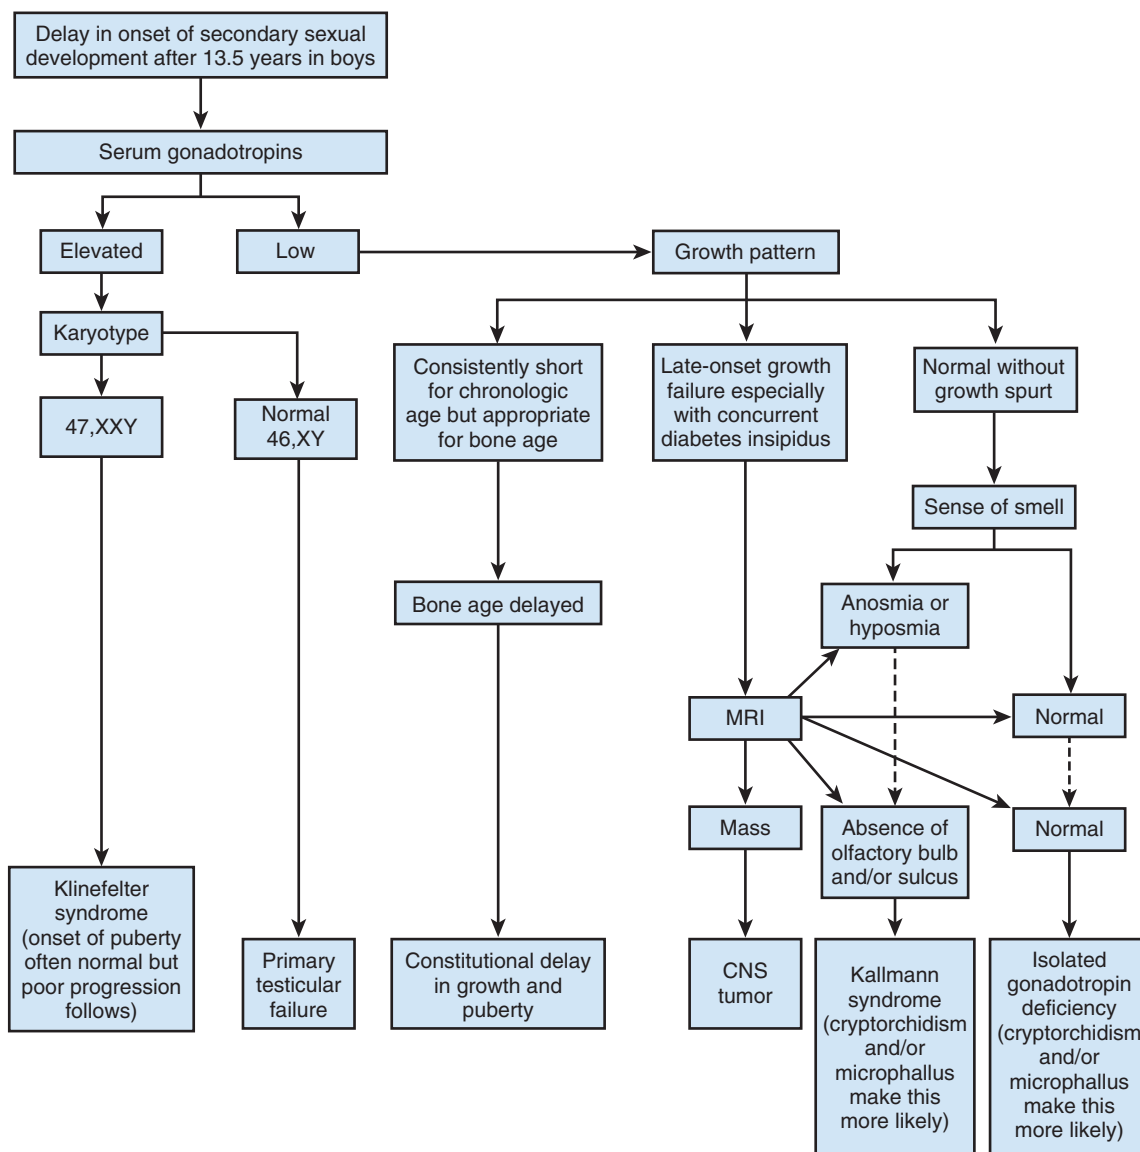 Delay in onset of secondary sexual
development after 13.5 years in boys
Serum gonadotropins
Elevated
Low
Growth pattern
Karyotype
Consistently short
for chronologic
age but appropriate
for bone age
Late-onset growth
failure especially
with concurrent
diabetes insipidus
Normal without
growth spurt
47,XXY
Normal
46,XY
Sense of smell
Bone age delayed
Anosmia or
hyposmia
MRI
Normal
Mass
Absence of
olfactory bulb
and/or sulcus
Normal
Klinefelter
syndrome
(onset of puberty
often normal but
poor progression
follows)
Primary
testicular
failure
Constitutional delay
in growth and
puberty
CNS
tumor
Kallmann
syndrome
(cryptorchidism
and/or
microphallus
make this
more likely)
Isolated
gonadotropin
deficiency
(cryptorchidism
and/or
microphallus
make this
more likely)